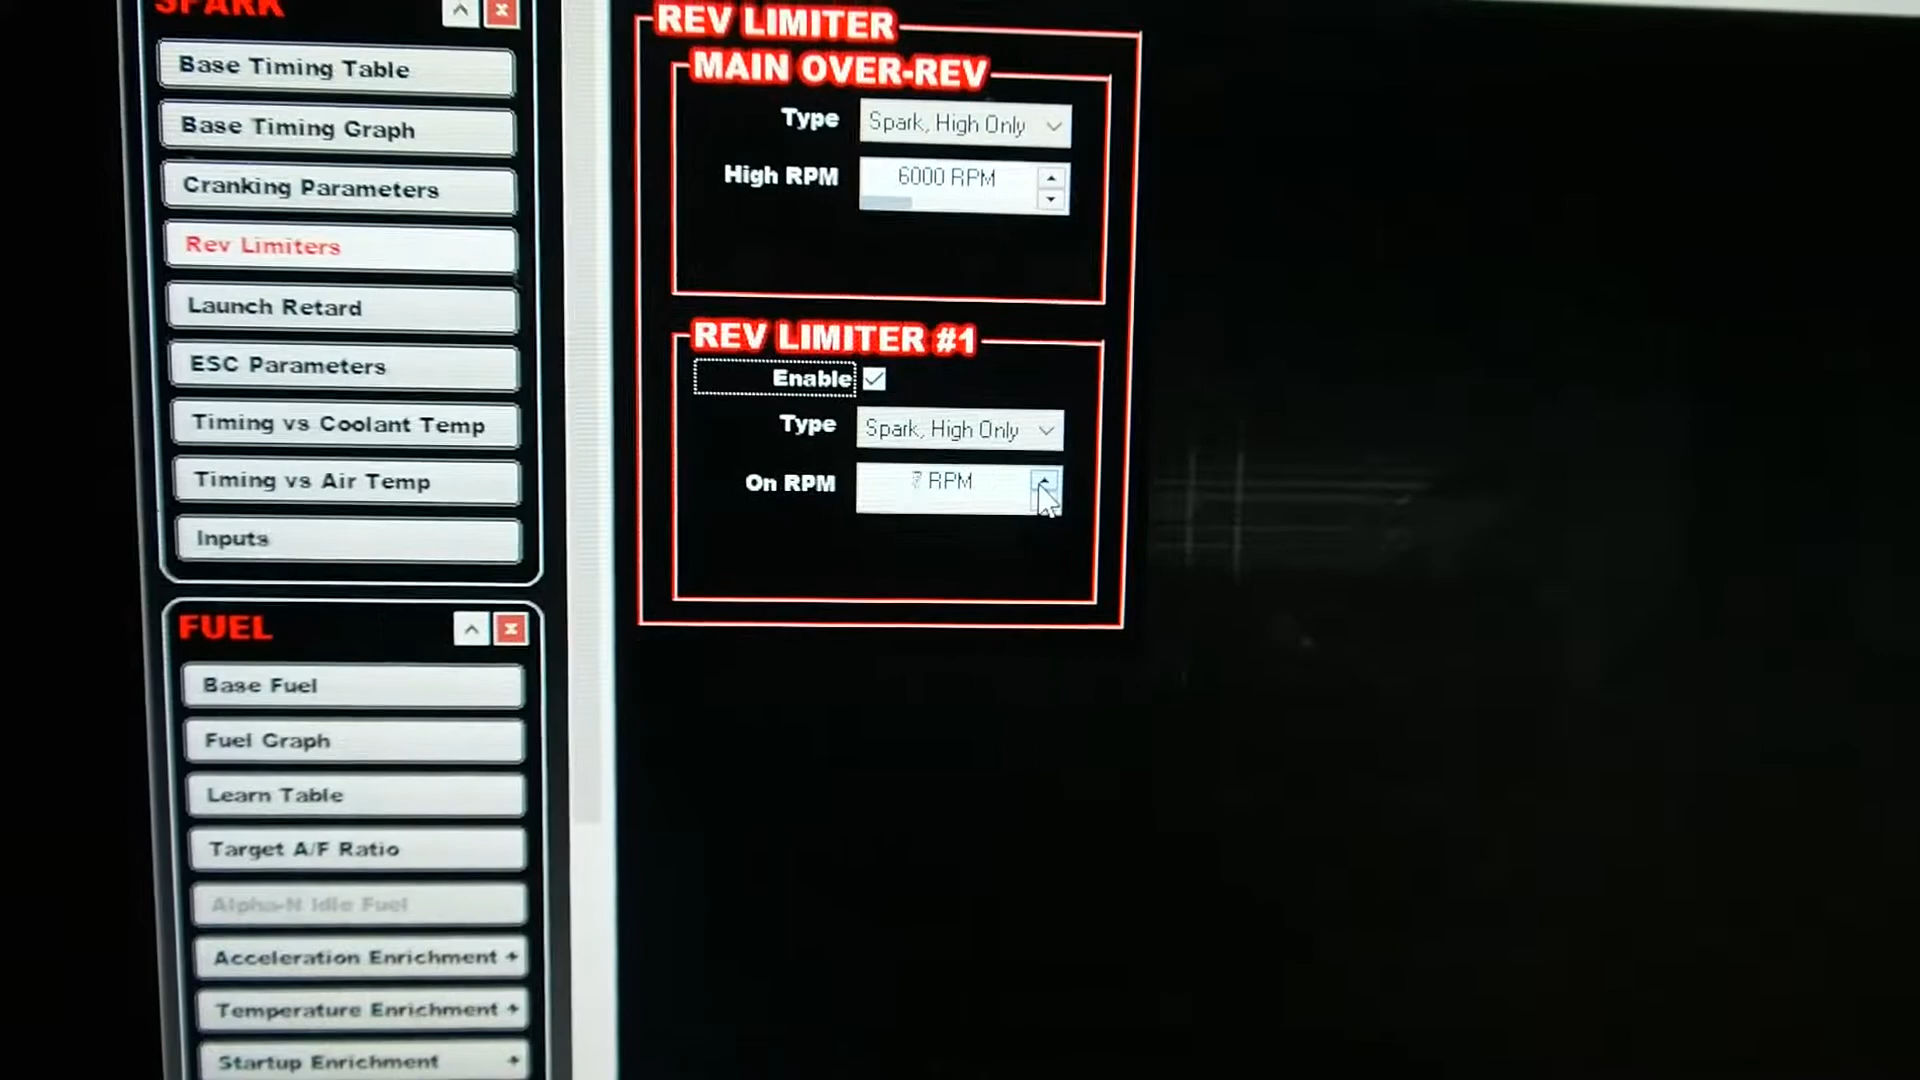 SPARK
Base Timing Table
Base Timing Graph
Cranking Parameters
Rev Limiters
Launch Retard
ESC Parameters
Timing vs Coolant Temp
Timing vs Air Temp
Inputs
FUEL
Base Fuel
Fuel Graph
Learn Table
Target A/F Ratio
Alpha-N Idle Fuel
Acceleration Enrichment +
Temperature Enrichment +
Startup Enrichment +
REV LIMITER
MAIN OVER-REV
Type Spark, High Only
High RPM 6000 RPM
REV LIMITER #1
Enable
Type Spark, High Only
On RPM RPM